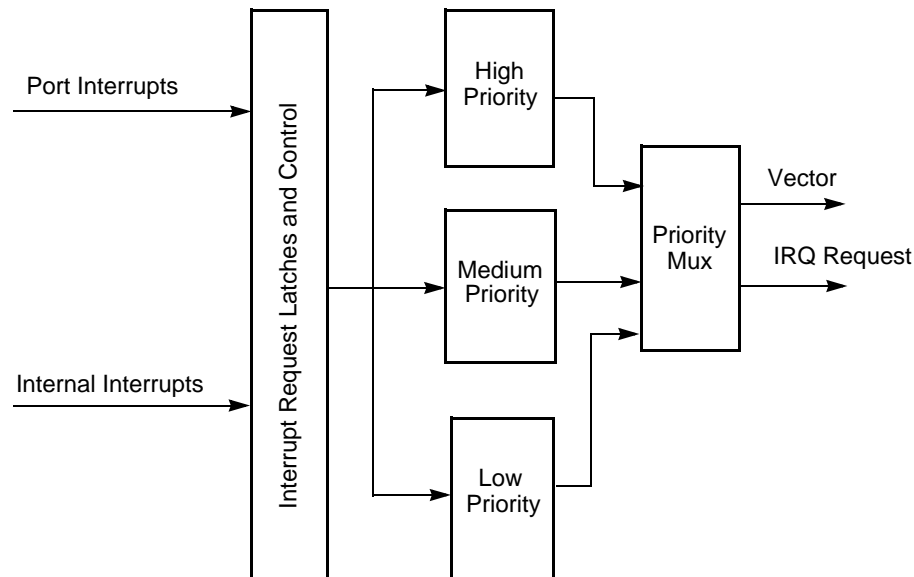 Port Interrupts
Internal Interrupts
Interrupt Request Latches and Control
High
Priority
Medium
Priority
Low
Priority
Priority
Mux
Vector
IRQ Request